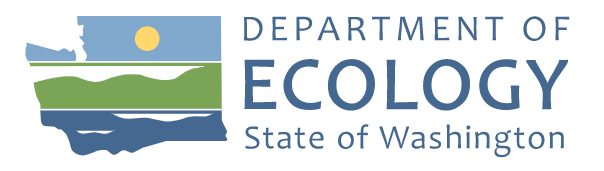 DEPARTMENT OF
ECOLOGY
State of Washington